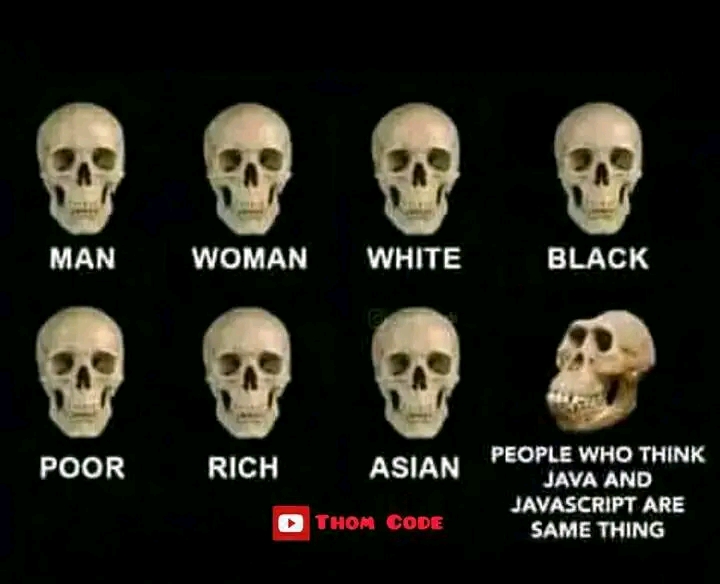 MAN WOMAN WHITE BLACK
POOR RICH ASIAN
PEOPLE WHO THINK
JAVA AND
JAVASCRIPT ARE
SAME THING
THOM CODE